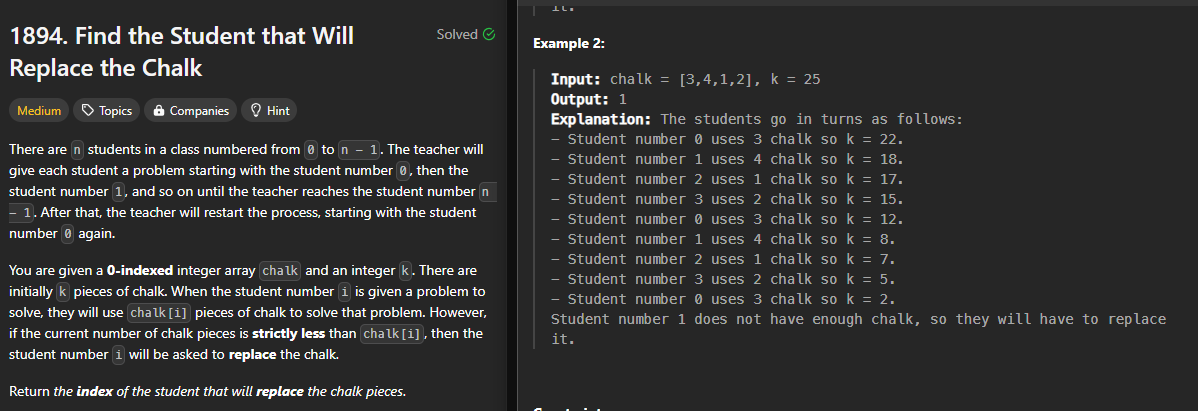 1894. Find the Student that Will
Replace the Chalk
Solved
Medium
Topics
Companies
Hint
There are n students in a class numbered from 0 to n - 1. The teacher will
give each student a problem starting with the student number 0, then the
student number 1, and so on until the teacher reaches the student number n
- 1. After that, the teacher will restart the process, starting with the student
number 0 again.
You are given a 0-indexed integer array chalk and an integer k. There are
initially k pieces of chalk. When the student number i is given a problem to
solve, they will use chalk[i] pieces of chalk to solve that problem. However,
if the current number of chalk pieces is strictly less than chalk[i], then the
student number i will be asked to replace the chalk.
Return the index of the student that will replace the chalk pieces.
it.
Example 2:
Input: chalk = [3,4,1,2], k = 25
Output: 1
Explanation: The students go in turns as follows:
- Student number 0 uses 3 chalk so k = 22.
- Student number 1 uses 4 chalk so k = 18.
- Student number 2 uses 1 chalk so k = 17.
- Student number 3 uses 2 chalk so k = 15.
- Student number 0 uses 3 chalk so k = 12.
- Student number 1 uses 4 chalk so k = 8.
- Student number 2 uses 1 chalk so k = 7.
- Student number 3 uses 2 chalk so k = 5.
- Student number 0 uses 3 chalk so k = 2.
Student number 1 does not have enough chalk, so they will have to replace
it.